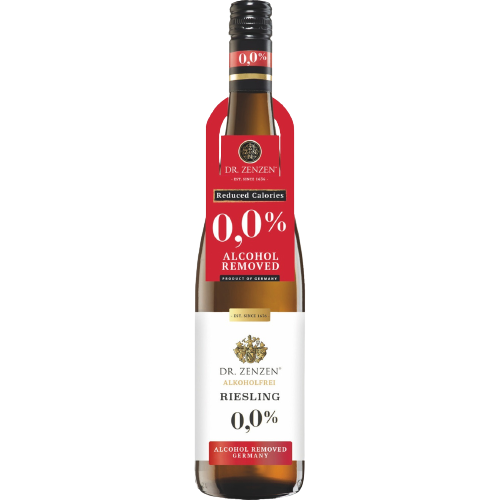 0,0%
DR. ZENZEN®
- EST. SINCE 1636 -
Reduced Calories
0,0%
ALCOHOL
REMOVED
PRODUCT OF GERMANY
EST. SINCE 1636
DR. ZENZEN®
ALKOHOLFREI
RIESLING
0,0%
ALCOHOL REMOVED
GERMANY